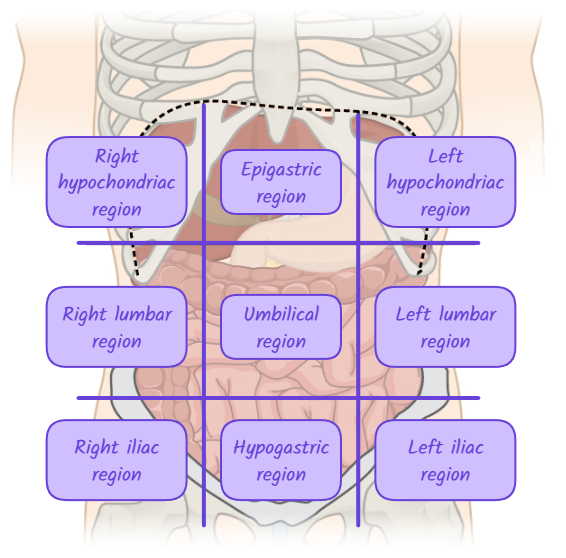 Right
hypochondriac
region
Epigastric
region
Left
hypochondriac
region
Right lumbar
region
Umbilical
region
Left lumbar
region
Right iliac
region
Hypogastric
region
Left iliac
region